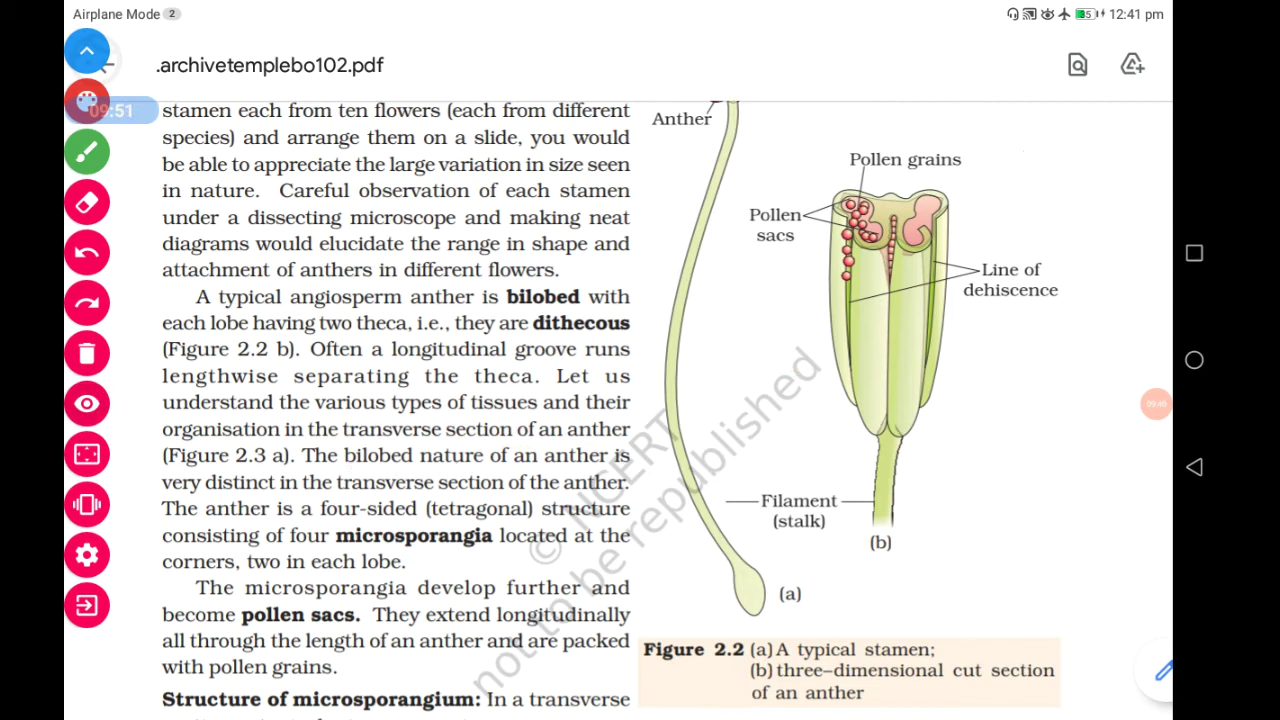 Airplane Mode 2
35 12:41 pm
.archivetemplebo102.pdf
09:51
stamen each from ten flowers (each from different
species) and arrange them on a slide, you would
be able to appreciate the large variation in size seen
in nature. Careful observation of each stamen
under a dissecting microscope and making neat
diagrams would elucidate the range in shape and
attachment of anthers in different flowers.
A typical angiosperm anther is bilobed with
each lobe having two theca, i.e., they are dithecous
(Figure 2.2 b). Often a longitudinal groove runs
lengthwise separating the theca. Let us
understand the various types of tissues and their
organisation in the transverse section of an anther
(Figure 2.3 a). The bilobed nature of an anther is
very distinct in the transverse section of the anther.
The anther is a four-sided (tetragonal) structure
consisting of four microsporangia located at the
corners, two in each lobe.
The microsporangia develop further and
become pollen sacs. They extend longitudinally
all through the length of an anther and are packed
with pollen grains.
Structure of microsporangium: In a transverse
Anther
Pollen grains
Pollen
sacs
Line of
dehiscence
Filament
(stalk)
(b)
(a)
© NCERT
not to be republished
Figure 2.2 (a) A typical stamen;
(b) three–dimensional cut section
of an anther